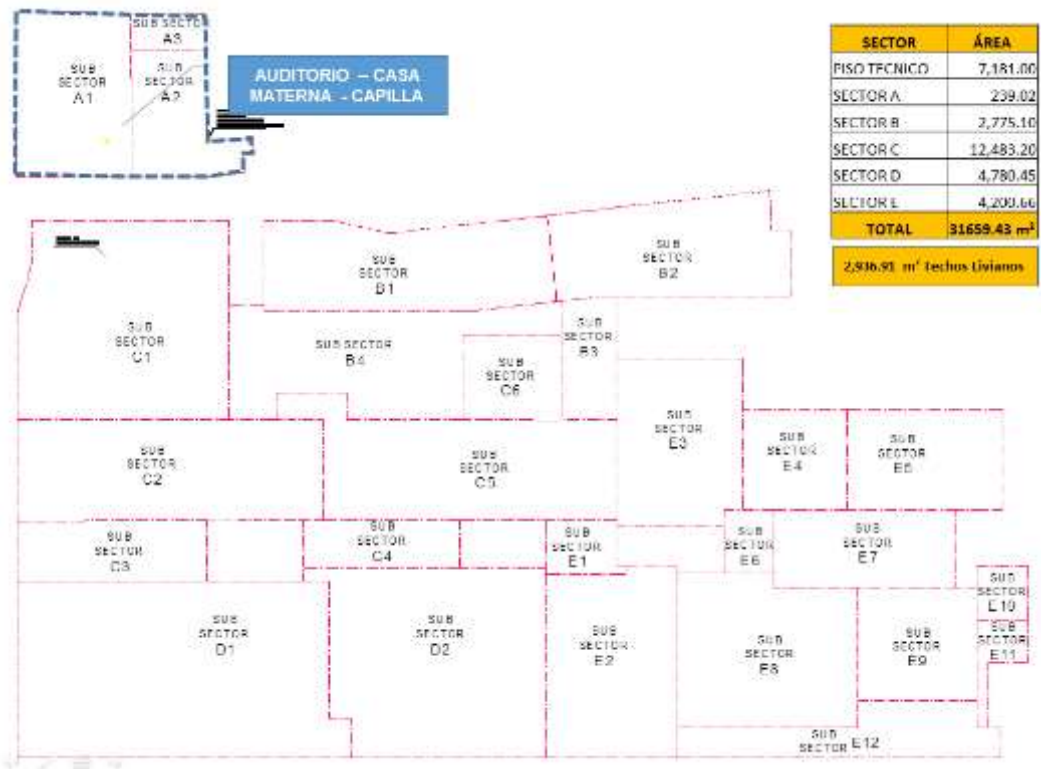 SUB SECTOR
A3
SUB
SECTOR
A1
SUB
SECTOR
A2
AUDITORIO – CASA
MATERNA - CAPILLA
SECTOR ÁREA
PISO TECNICO 7,181.00
SECTOR A 239.02
SECTOR B 2,775.10
SECTOR C 12,483.20
SECTOR D 4,780.45
SECTOR E 4,200.66
TOTAL 31659.43 m²
2,936.91 m² Techos Livianos
SUB
SECTOR
B1
SUB
SECTOR
B2
SUB
SECTOR
C1
SUB SECTOR
B4
SUB
SECTOR
B3
SUB
SECTOR
C6
SUB
SECTOR
E3
SUB
SECTOR
E4
SUB
SECTOR
E5
SUB
SECTOR
C2
SUB
SECTOR
C5
SUB
SECTOR
C3
SUB
SECTOR
C4
SUB
SECTOR
E1
SUB
SECTOR
E6
SUB
SECTOR
E7
SUB
SECTOR
E10
SUB
SECTOR
D1
SUB
SECTOR
D2
SUB
SECTOR
E2
SUB
SECTOR
E8
SUB
SECTOR
E9
SUB
SECTOR
E11
SUB
SECTOR E12